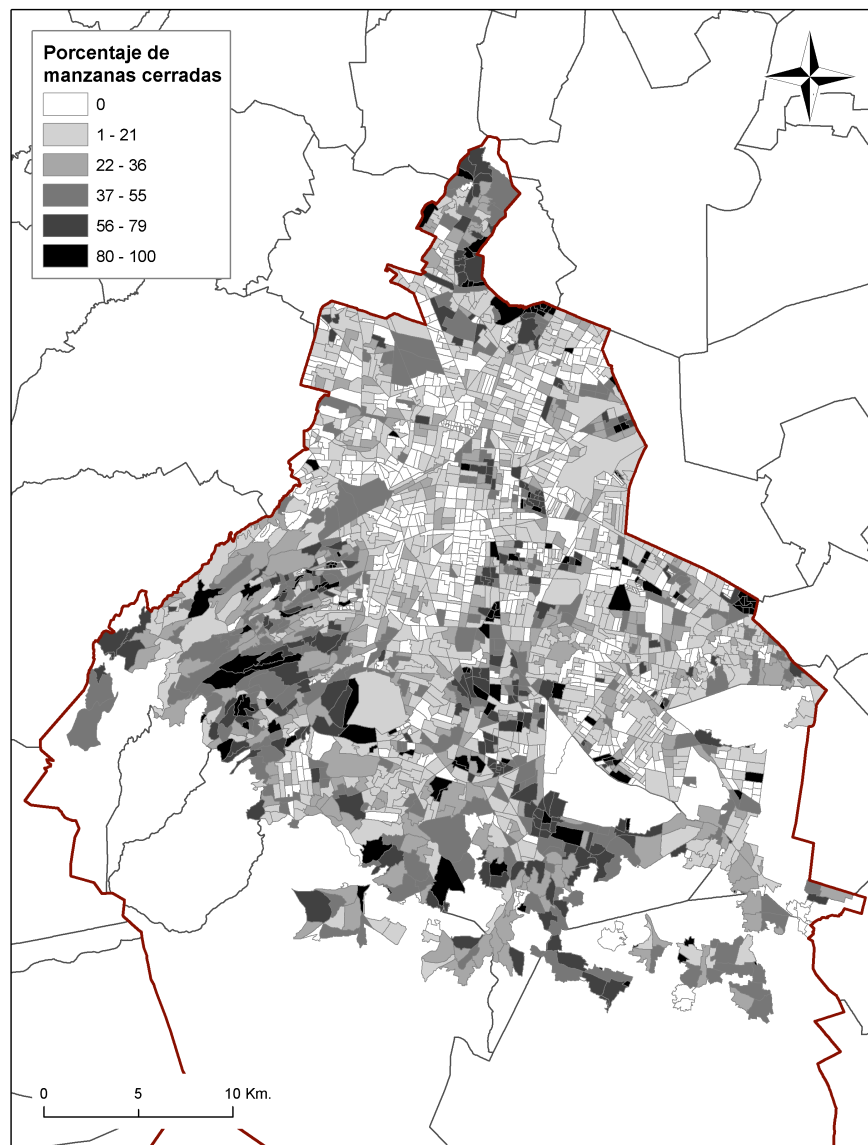 Porcentaje de
manzanas cerradas
0
1 - 21
22 - 36
37 - 55
56 - 79
80 - 100
0 5 10 Km.